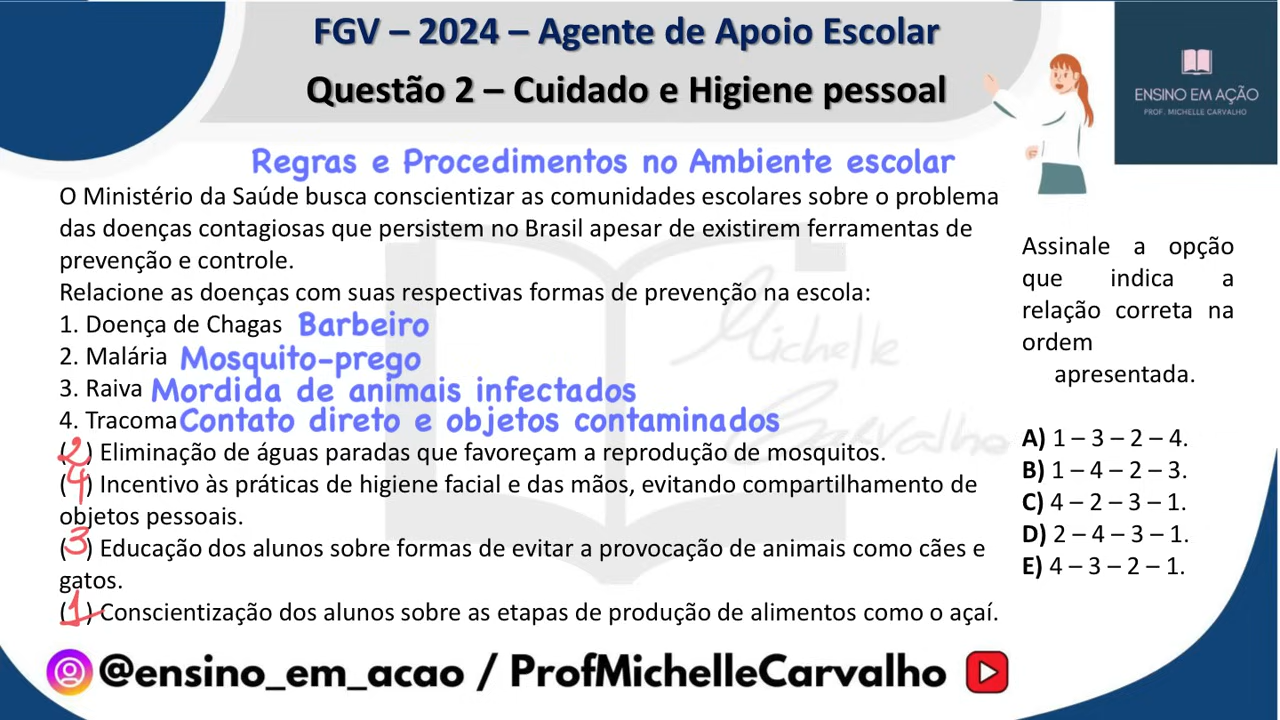 FGV – 2024 – Agente de Apoio Escolar
Questão 2 – Cuidado e Higiene pessoal
ENSINO EM AÇÃO
PROF. MICHELLE CARVALHO
Regras e Procedimentos no Ambiente escolar
O Ministério da Saúde busca conscientizar as comunidades escolares sobre o problema
das doenças contagiosas que persistem no Brasil apesar de existirem ferramentas de
prevenção e controle.
Relacione as doenças com suas respectivas formas de prevenção na escola:
1. Doença de Chagas Barbeiro
2. Malária Mosquito-prego
3. Raiva Mordida de animais infectados
4. Tracoma Contato direto e objetos contaminados
(2) Eliminação de águas paradas que favoreçam a reprodução de mosquitos.
(4) Incentivo às práticas de higiene facial e das mãos, evitando compartilhamento de
objetos pessoais.
(3) Educação dos alunos sobre formas de evitar a provocação de animais como cães e
gatos.
(1) Conscientização dos alunos sobre as etapas de produção de alimentos como o açaí.
Michelle
Carvalho
Assinale a opção
que indica a
relação correta na
ordem
apresentada.
A) 1 – 3 – 2 – 4.
B) 1 – 4 – 2 – 3.
C) 4 – 2 – 3 – 1.
D) 2 – 4 – 3 – 1.
E) 4 – 3 – 2 – 1.
@ensino_em_acao / ProfMichelleCarvalho